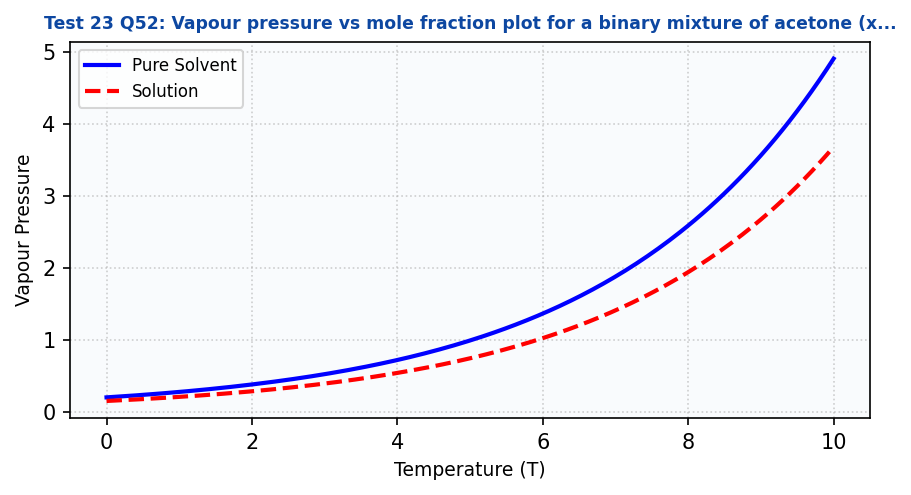 Test 23 Q52: Vapour pressure vs mole fraction plot for a binary mixture of acetone (x...
Pure Solvent
Solution
Vapour Pressure
5
4
3
2
1
0
0 2 4 6 8 10
Temperature (T)